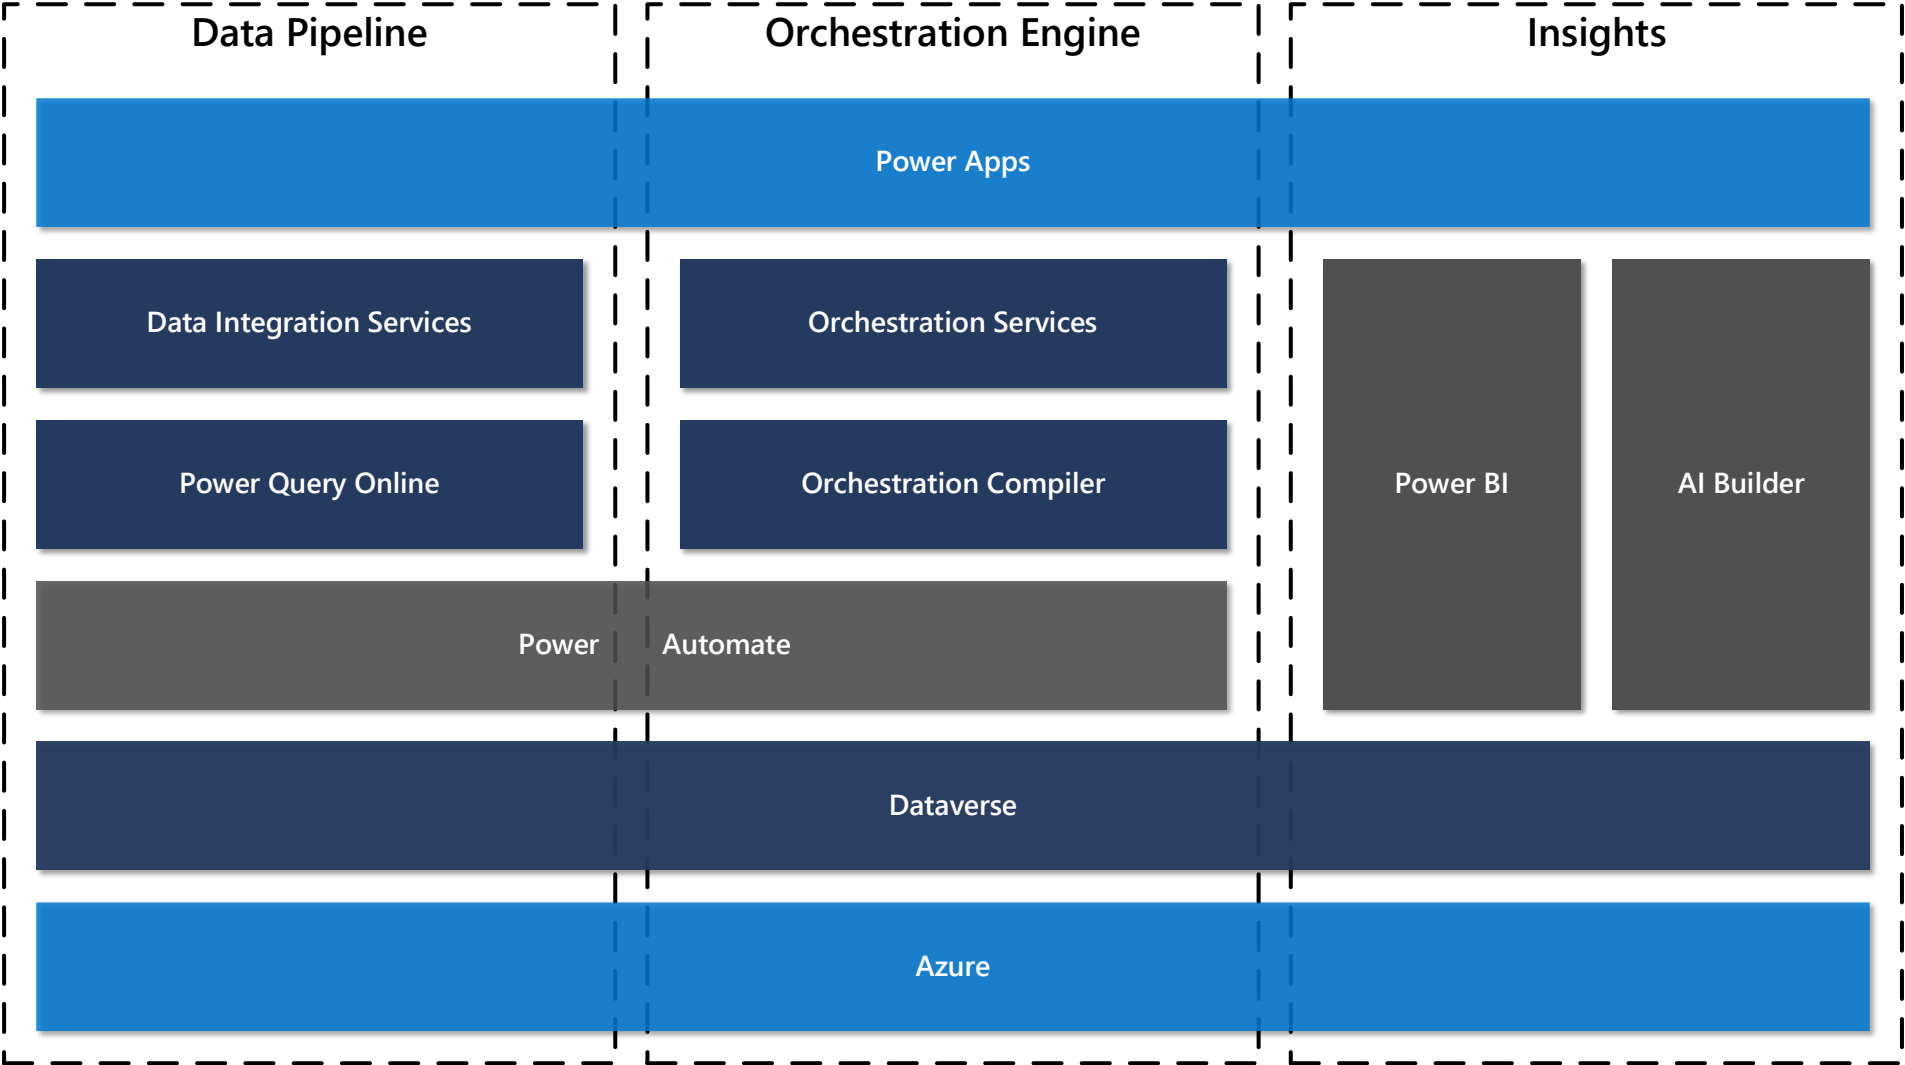 Data Pipeline
Orchestration Engine
Insights
Power Apps
Data Integration Services
Orchestration Services
Power Query Online
Orchestration Compiler
Power BI
AI Builder
Power Automate
Dataverse
Azure